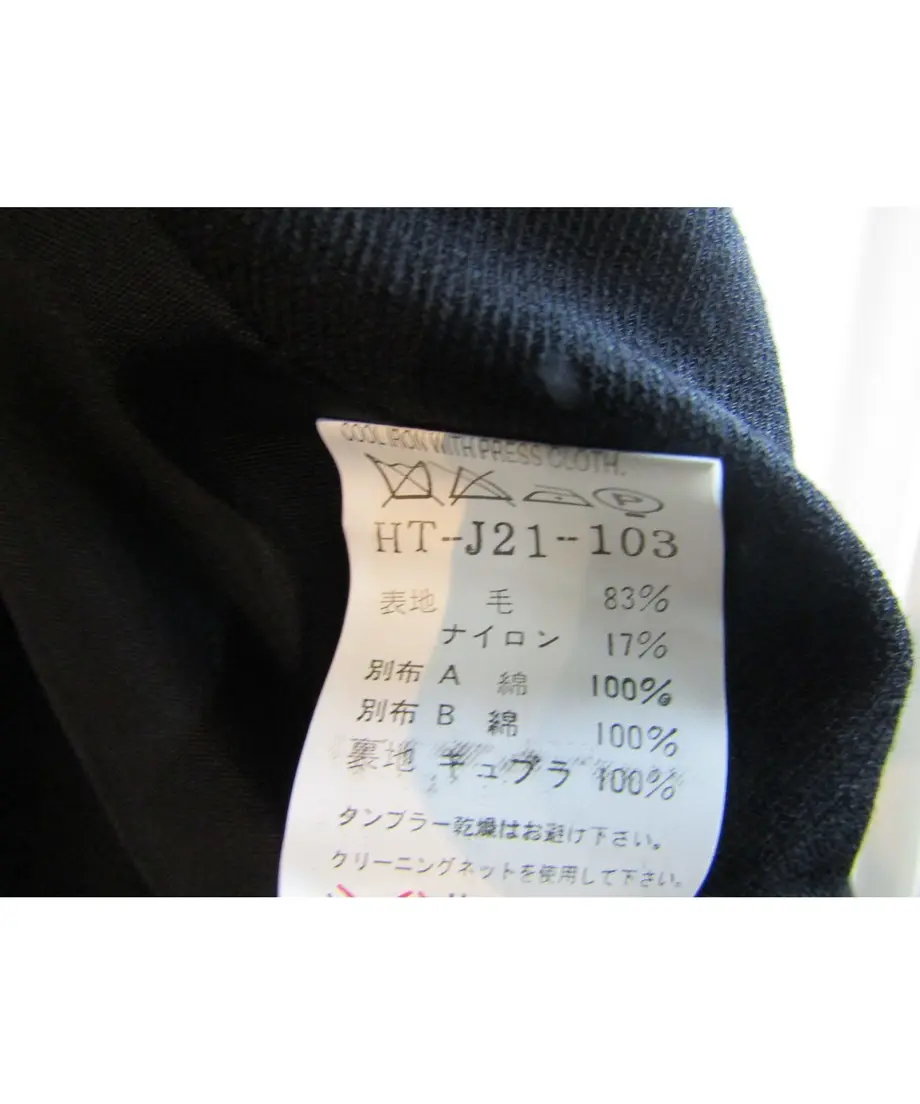 COOL IRON WITH PRESS CLOTH.
P
HT-J21-103
表地 毛 83%
ナイロン 17%
別布 A 綿 100%
別布 B 綿 100%
裏地 キュプラ 100%
タンブラー乾燥はお避け下さい。
クリーニングネットを使用して下さい。